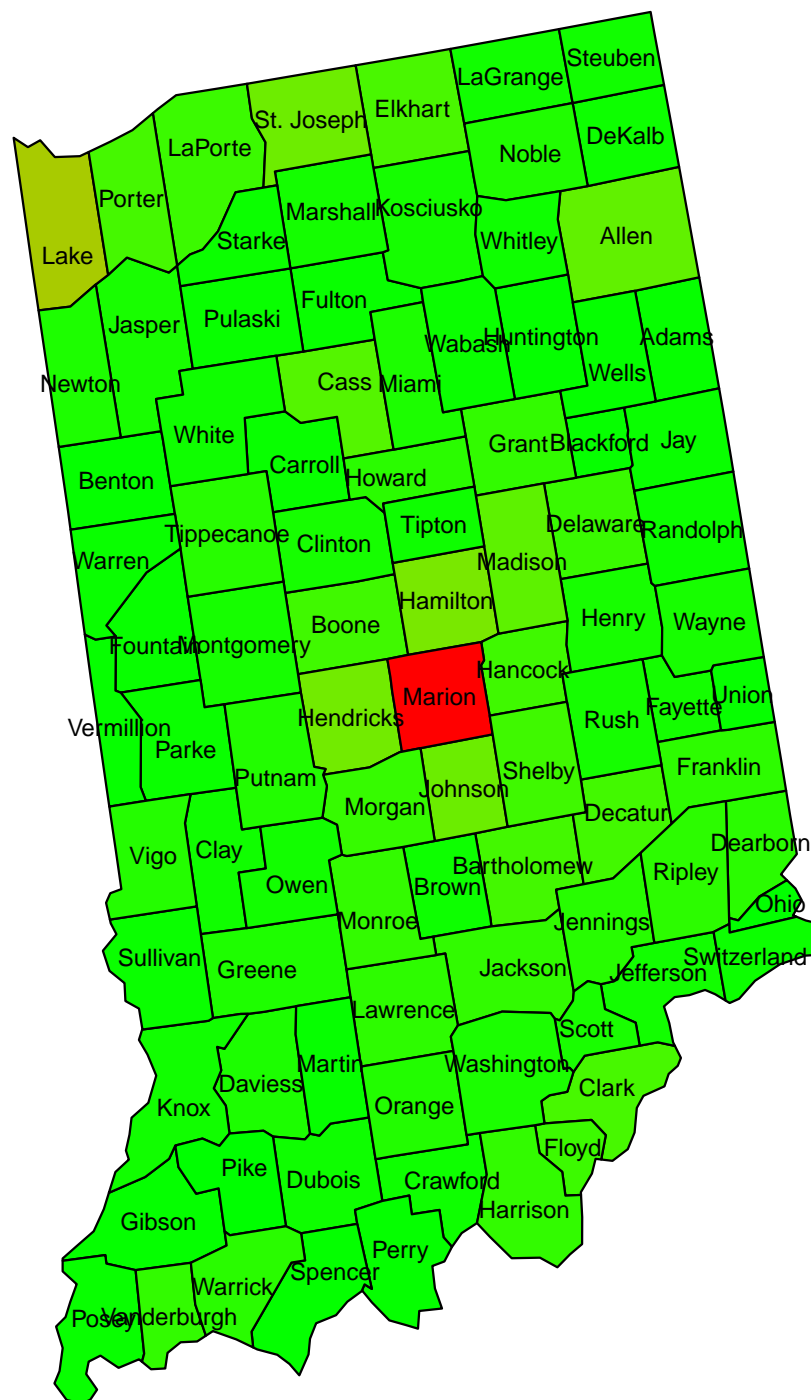 Steuben
LaGrange
Elkhart
St. Joseph
LaPorte
DeKalb
Noble
Porter
Kosciusko
Marshall
Allen
Whitley
Starke
Lake
Fulton
Pulaski
Jasper
Adams
Huntington
Wabash
Wells
Cass
Miami
Newton
White
Grant
Blackford
Jay
Carroll
Howard
Benton
Tipton
Delaware
Randolph
Tippecanoe
Clinton
Warren
Madison
Hamilton
Henry
Wayne
Boone
Fountain
Montgomery
Hancock
Marion
Union
Fayette
Hendricks
Rush
Vermillion
Parke
Franklin
Shelby
Putnam
Johnson
Morgan
Decatur
Dearborn
Clay
Vigo
Bartholomew
Ripley
Owen
Brown
Ohio
Monroe
Jennings
Switzerland
Sullivan
Greene
Jackson
Jefferson
Lawrence
Scott
Martin
Washington
Daviess
Clark
Knox
Orange
Floyd
Pike
Dubois
Crawford
Harrison
Gibson
Perry
Spencer
Warrick
Posey
Vanderburgh